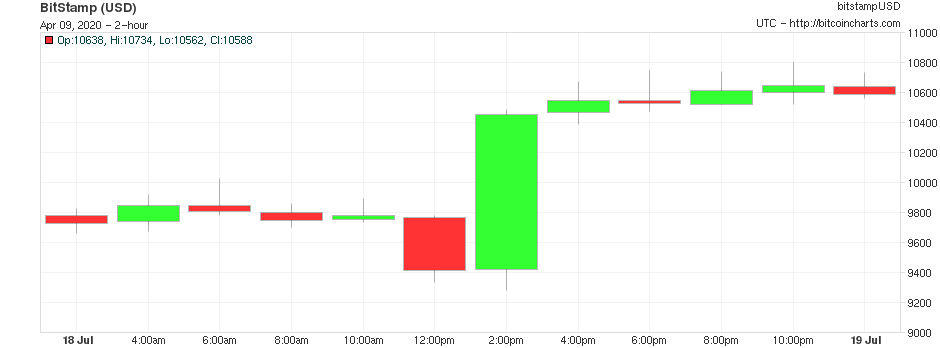 BitStamp (USD)
bitstampUSD
Apr 09, 2020 - 2-hour
UTC - http://bitcoincharts.com
Op:10638, Hi:10734, Lo:10562, Cl:10588
11000
10800
10600
10400
10200
10000
9800
9600
9400
9200
9000
18 Jul 4:00am 6:00am 8:00am 10:00am 12:00pm 2:00pm 4:00pm 6:00pm 8:00pm 10:00pm 19 Jul